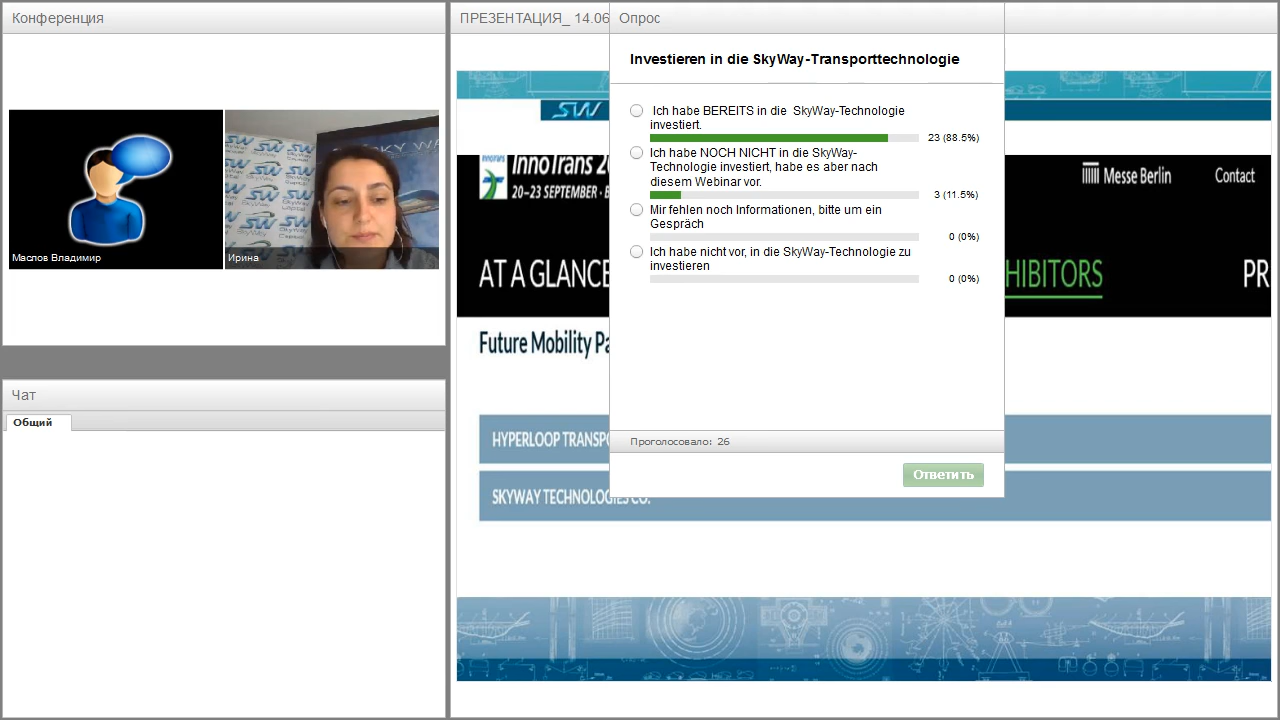 Конференция
Маслов Владимир
Ирина
Чат
Общий
ПРЕЗЕНТАЦИЯ_ 14.06
Опрос
Investieren in die SkyWay-Transporttechnologie
Ich habe BEREITS in die SkyWay-Technologie
investiert.
23 (88.5%)
Ich habe NOCH NICHT in die SkyWay-
Technologie investiert, habe es aber nach
diesem Webinar vor.
3 (11.5%)
Mir fehlen noch Informationen, bitte um ein
Gespräch
0 (0%)
Ich habe nicht vor, in die SkyWay-Technologie zu
investieren
0 (0%)
Проголосовало: 26
Ответить
SW
InnoTrans 20
20–23 SEPTEMBER · B
Messe Berlin
Contact
AT A GLANCE
HIBITORS
PR
Future Mobility Pa
HYPERLOOP TRANSPO
SKYWAY TECHNOLOGIES CO.